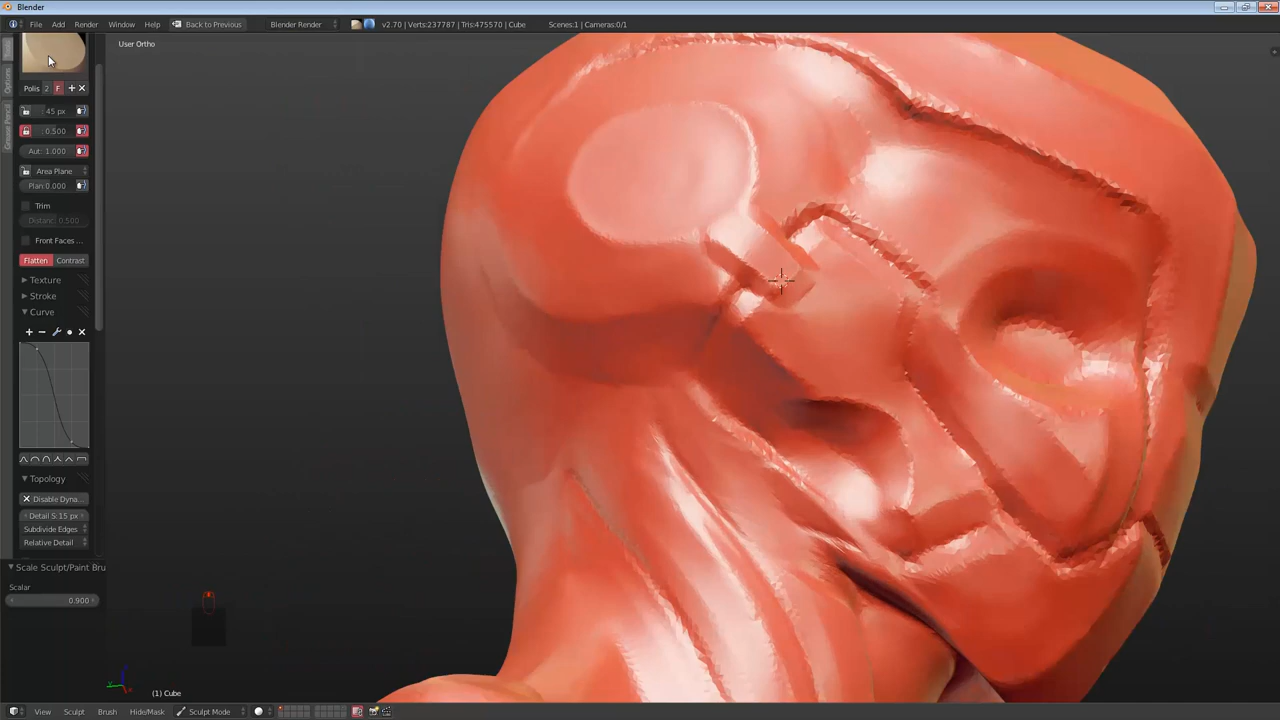 Blender
File Add Render Window Help Back to Previous Blender Render v2.70 | Verts:237787 | Tris:475570 | Cube Scenes:1 | Cameras:0/1
User Ortho
Tools
Options
Grease Pencil
Polis 2 F
45 px
: 0.500
Aut: 1.000
Area Plane
Plan:0.000
Trim
Distanc: 0.500
Front Faces ...
Flatten Contrast
Texture
Stroke
Curve
Topology
Disable Dyna...
Detail S:15 px
Subdivide Edges
Relative Detail
Scale Sculpt/Paint Bru
Scalar
0.900
(1) Cube
View Sculpt Brush Hide/Mask Sculpt Mode